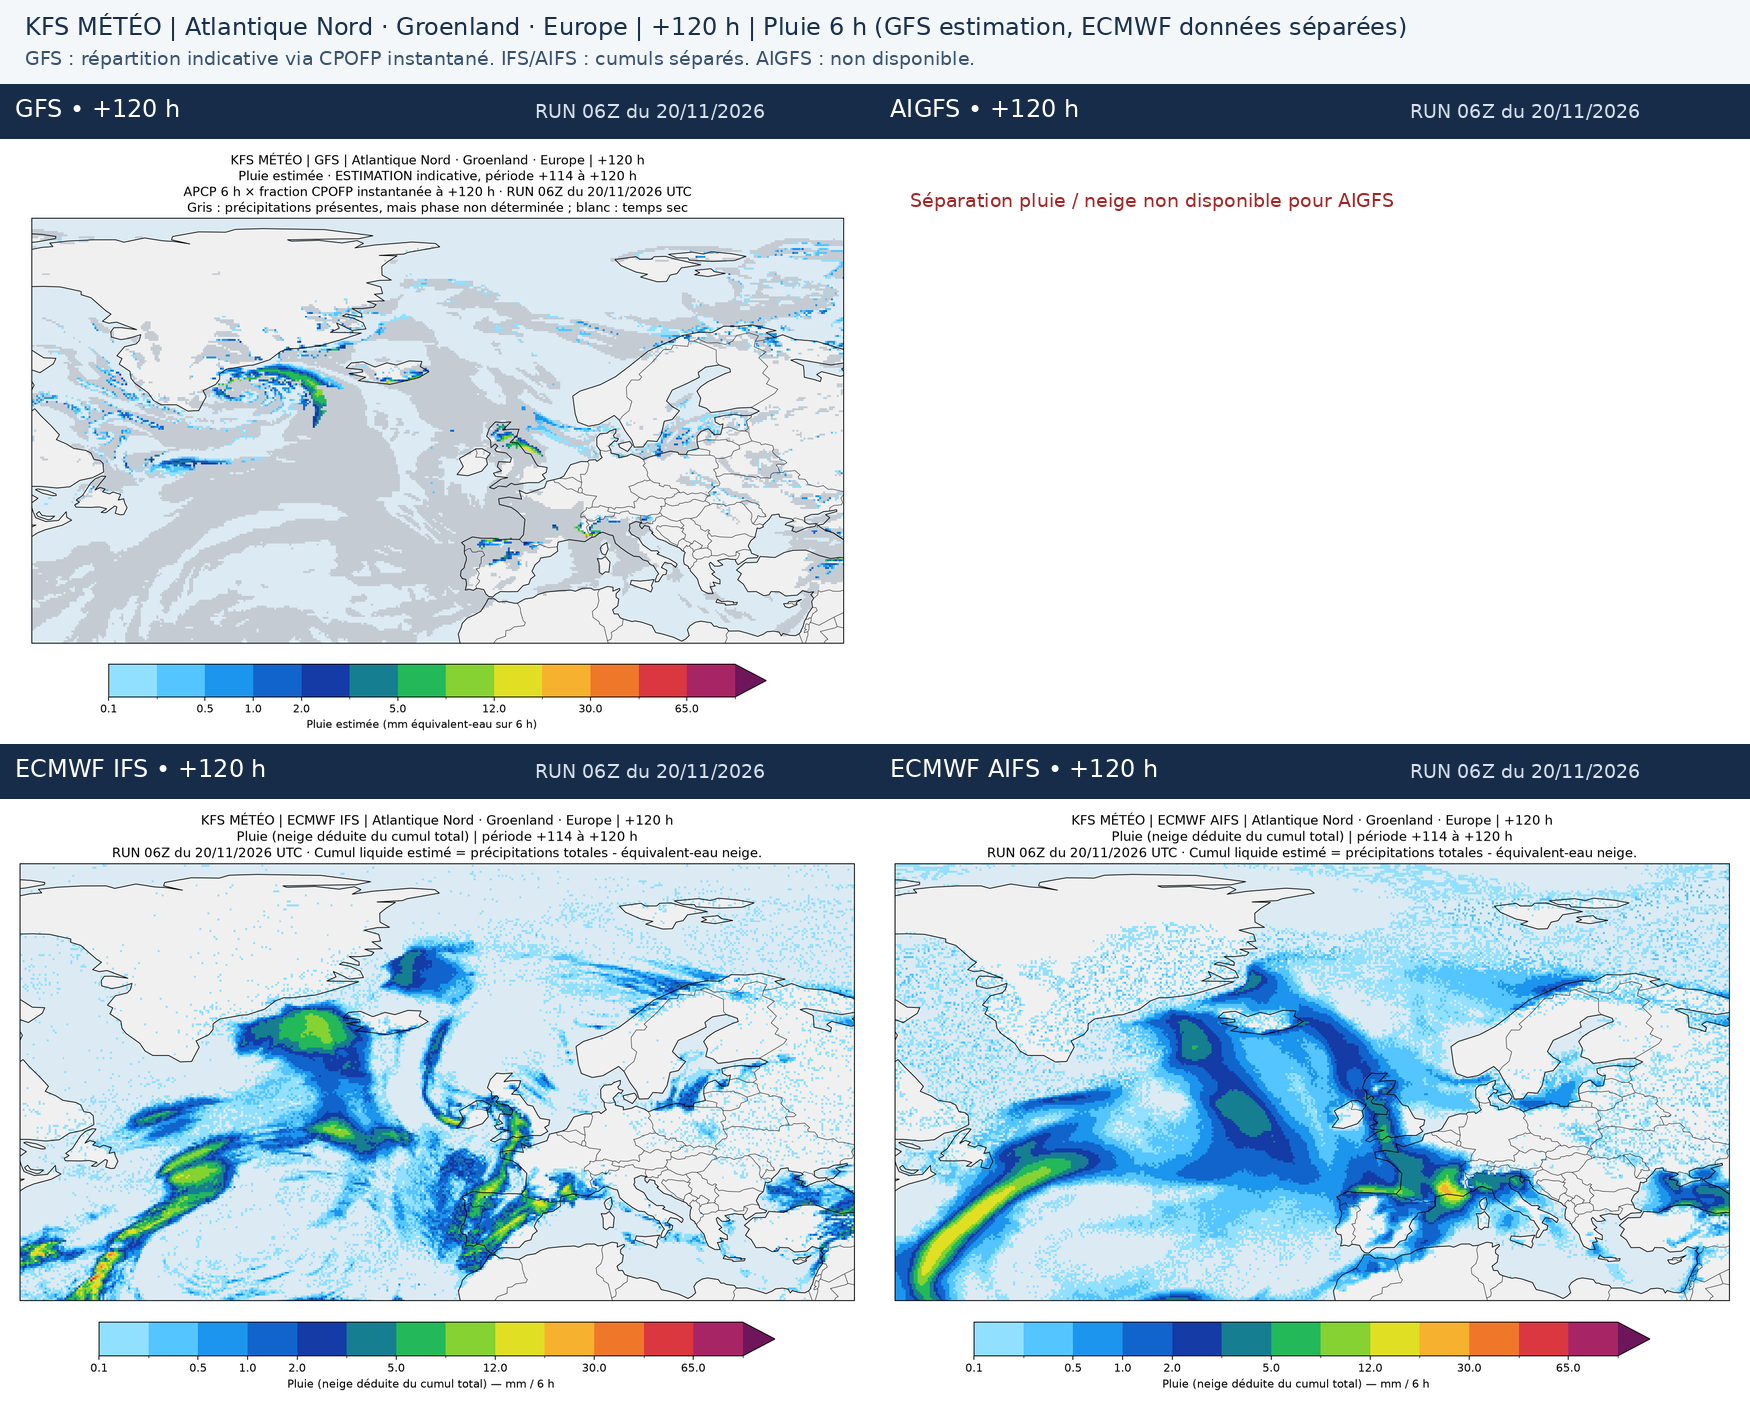 KFS MÉTÉO | Atlantique Nord · Groenland · Europe | +120 h | Pluie 6 h (GFS estimation, ECMWF données séparées)
GFS : répartition indicative via CPOFP instantané. IFS/AIFS : cumuls séparés. AIGFS : non disponible.
GFS • +120 h
RUN 06Z du 20/11/2026
AIGFS • +120 h
RUN 06Z du 20/11/2026
KFS MÉTÉO | GFS | Atlantique Nord · Groenland · Europe | +120 h
Pluie estimée · ESTIMATION indicative, période +114 à +120 h
APCP 6 h × fraction CPOFP instantanée à +120 h · RUN 06Z du 20/11/2026 UTC
Gris : précipitations présentes, mais phase non déterminée ; blanc : temps sec
Séparation pluie / neige non disponible pour AIGFS
0.1 0.5 1.0 2.0 5.0 12.0 30.0 65.0
Pluie estimée (mm équivalent-eau sur 6 h)
ECMWF IFS • +120 h
RUN 06Z du 20/11/2026
ECMWF AIFS • +120 h
RUN 06Z du 20/11/2026
KFS MÉTÉO | ECMWF IFS | Atlantique Nord · Groenland · Europe | +120 h
Pluie (neige déduite du cumul total) | période +114 à +120 h
RUN 06Z du 20/11/2026 UTC · Cumul liquide estimé = précipitations totales - équivalent-eau neige.
0.1 0.5 1.0 2.0 5.0 12.0 30.0 65.0
Pluie (neige déduite du cumul total) — mm / 6 h
KFS MÉTÉO | ECMWF AIFS | Atlantique Nord · Groenland · Europe | +120 h
Pluie (neige déduite du cumul total) | période +114 à +120 h
RUN 06Z du 20/11/2026 UTC · Cumul liquide estimé = précipitations totales - équivalent-eau neige.
0.1 0.5 1.0 2.0 5.0 12.0 30.0 65.0
Pluie (neige déduite du cumul total) — mm / 6 h